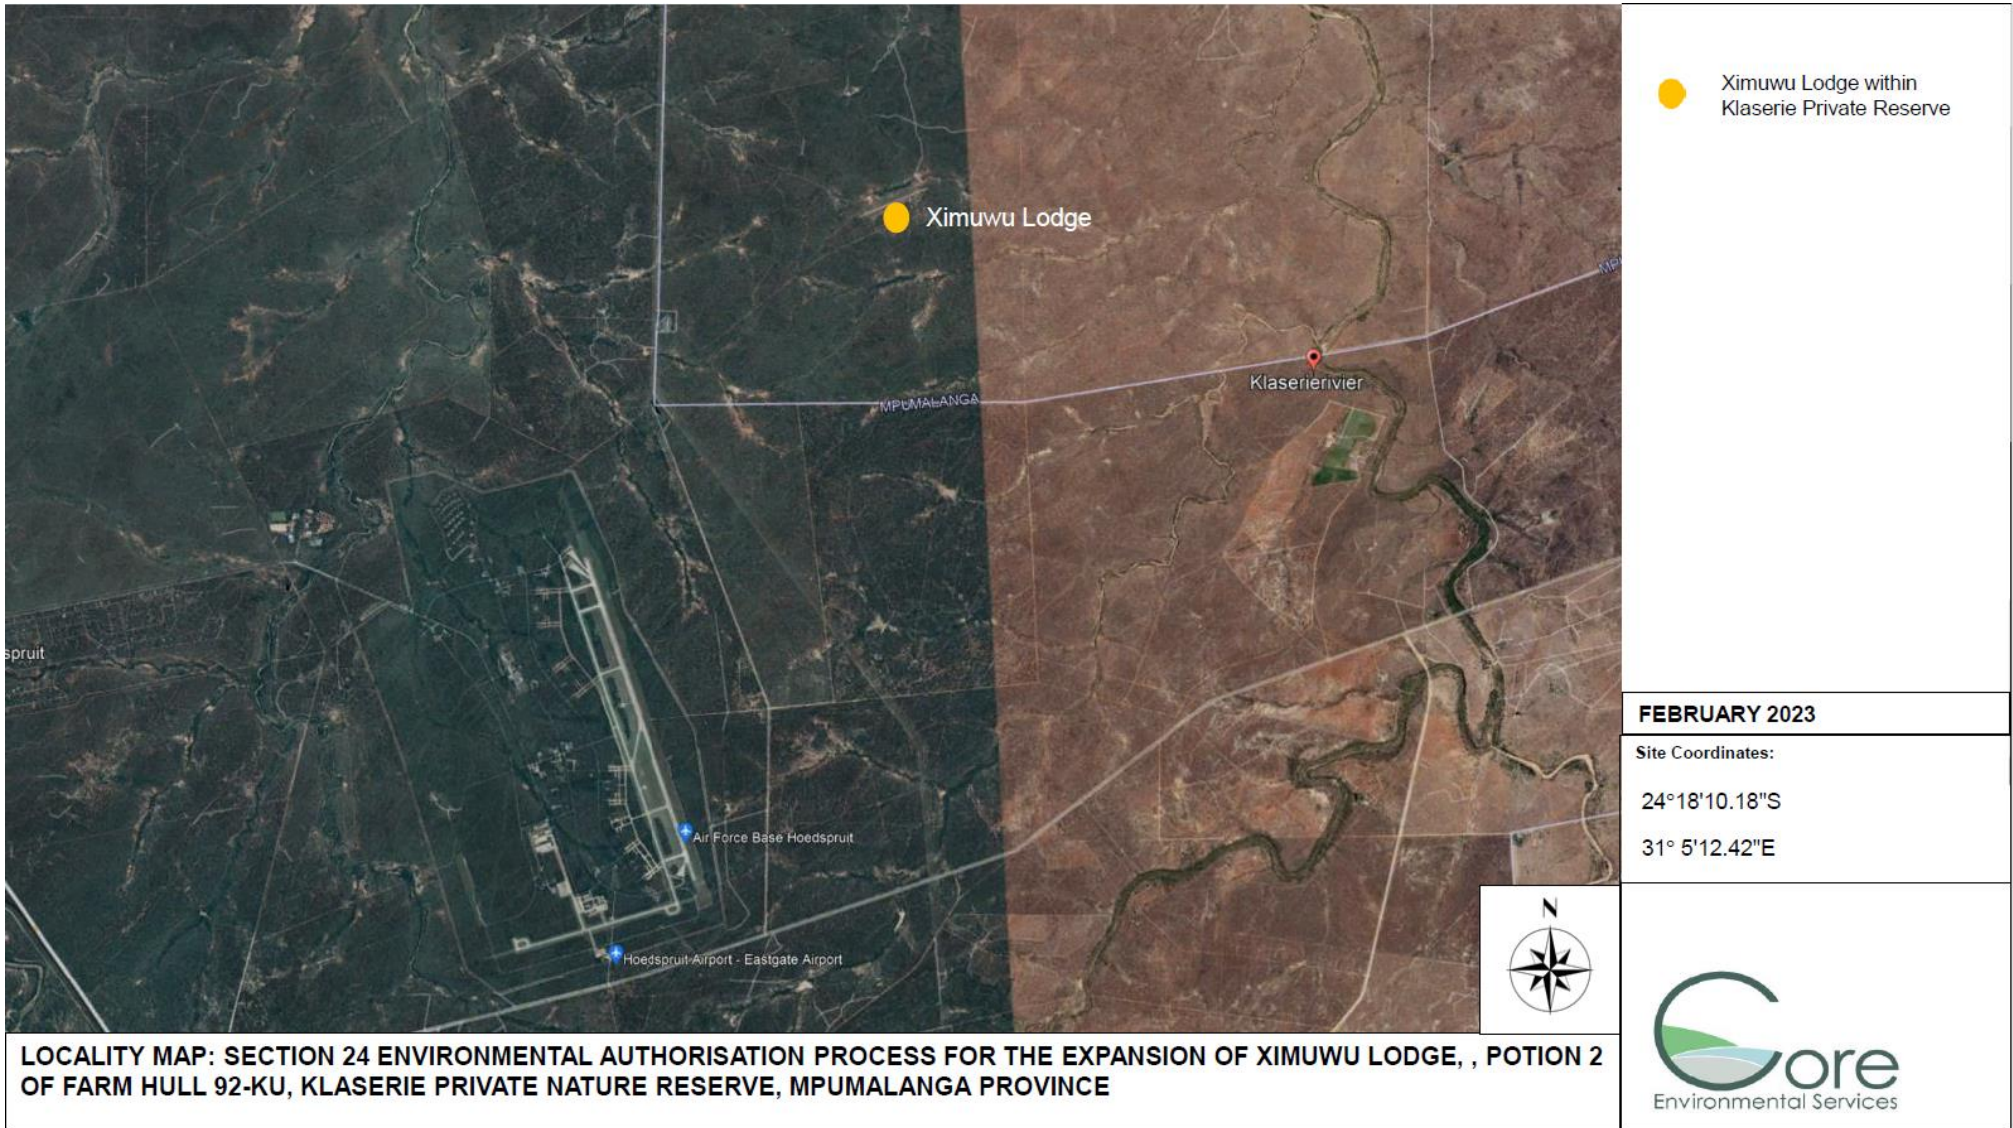 Ximuwu Lodge within
Klaserie Private Reserve
Ximuwu Lodge
MPU
Klaserierivier
MPUMALANGA
spruit
Air Force Base Hoedspruit
Hoedspruit Airport - Eastgate Airport
FEBRUARY 2023
Site Coordinates:
24°18'10.18"S
31° 5'12.42"E
N
LOCALITY MAP: SECTION 24 ENVIRONMENTAL AUTHORISATION PROCESS FOR THE EXPANSION OF XIMUWU LODGE, , POTION 2
OF FARM HULL 92-KU, KLASERIE PRIVATE NATURE RESERVE, MPUMALANGA PROVINCE
Core
Environmental Services